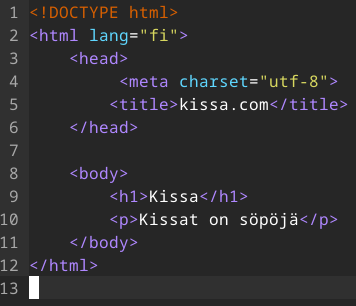 1 <!DOCTYPE html>
2 <html lang="fi">
3     <head>
4          <meta charset="utf-8">
5         <title>kissa.com</title>
6     </head>
7
8     <body>
9         <h1>Kissa</h1>
10         <p>Kissat on söpöjä</p>
11     </body>
12 </html>
13